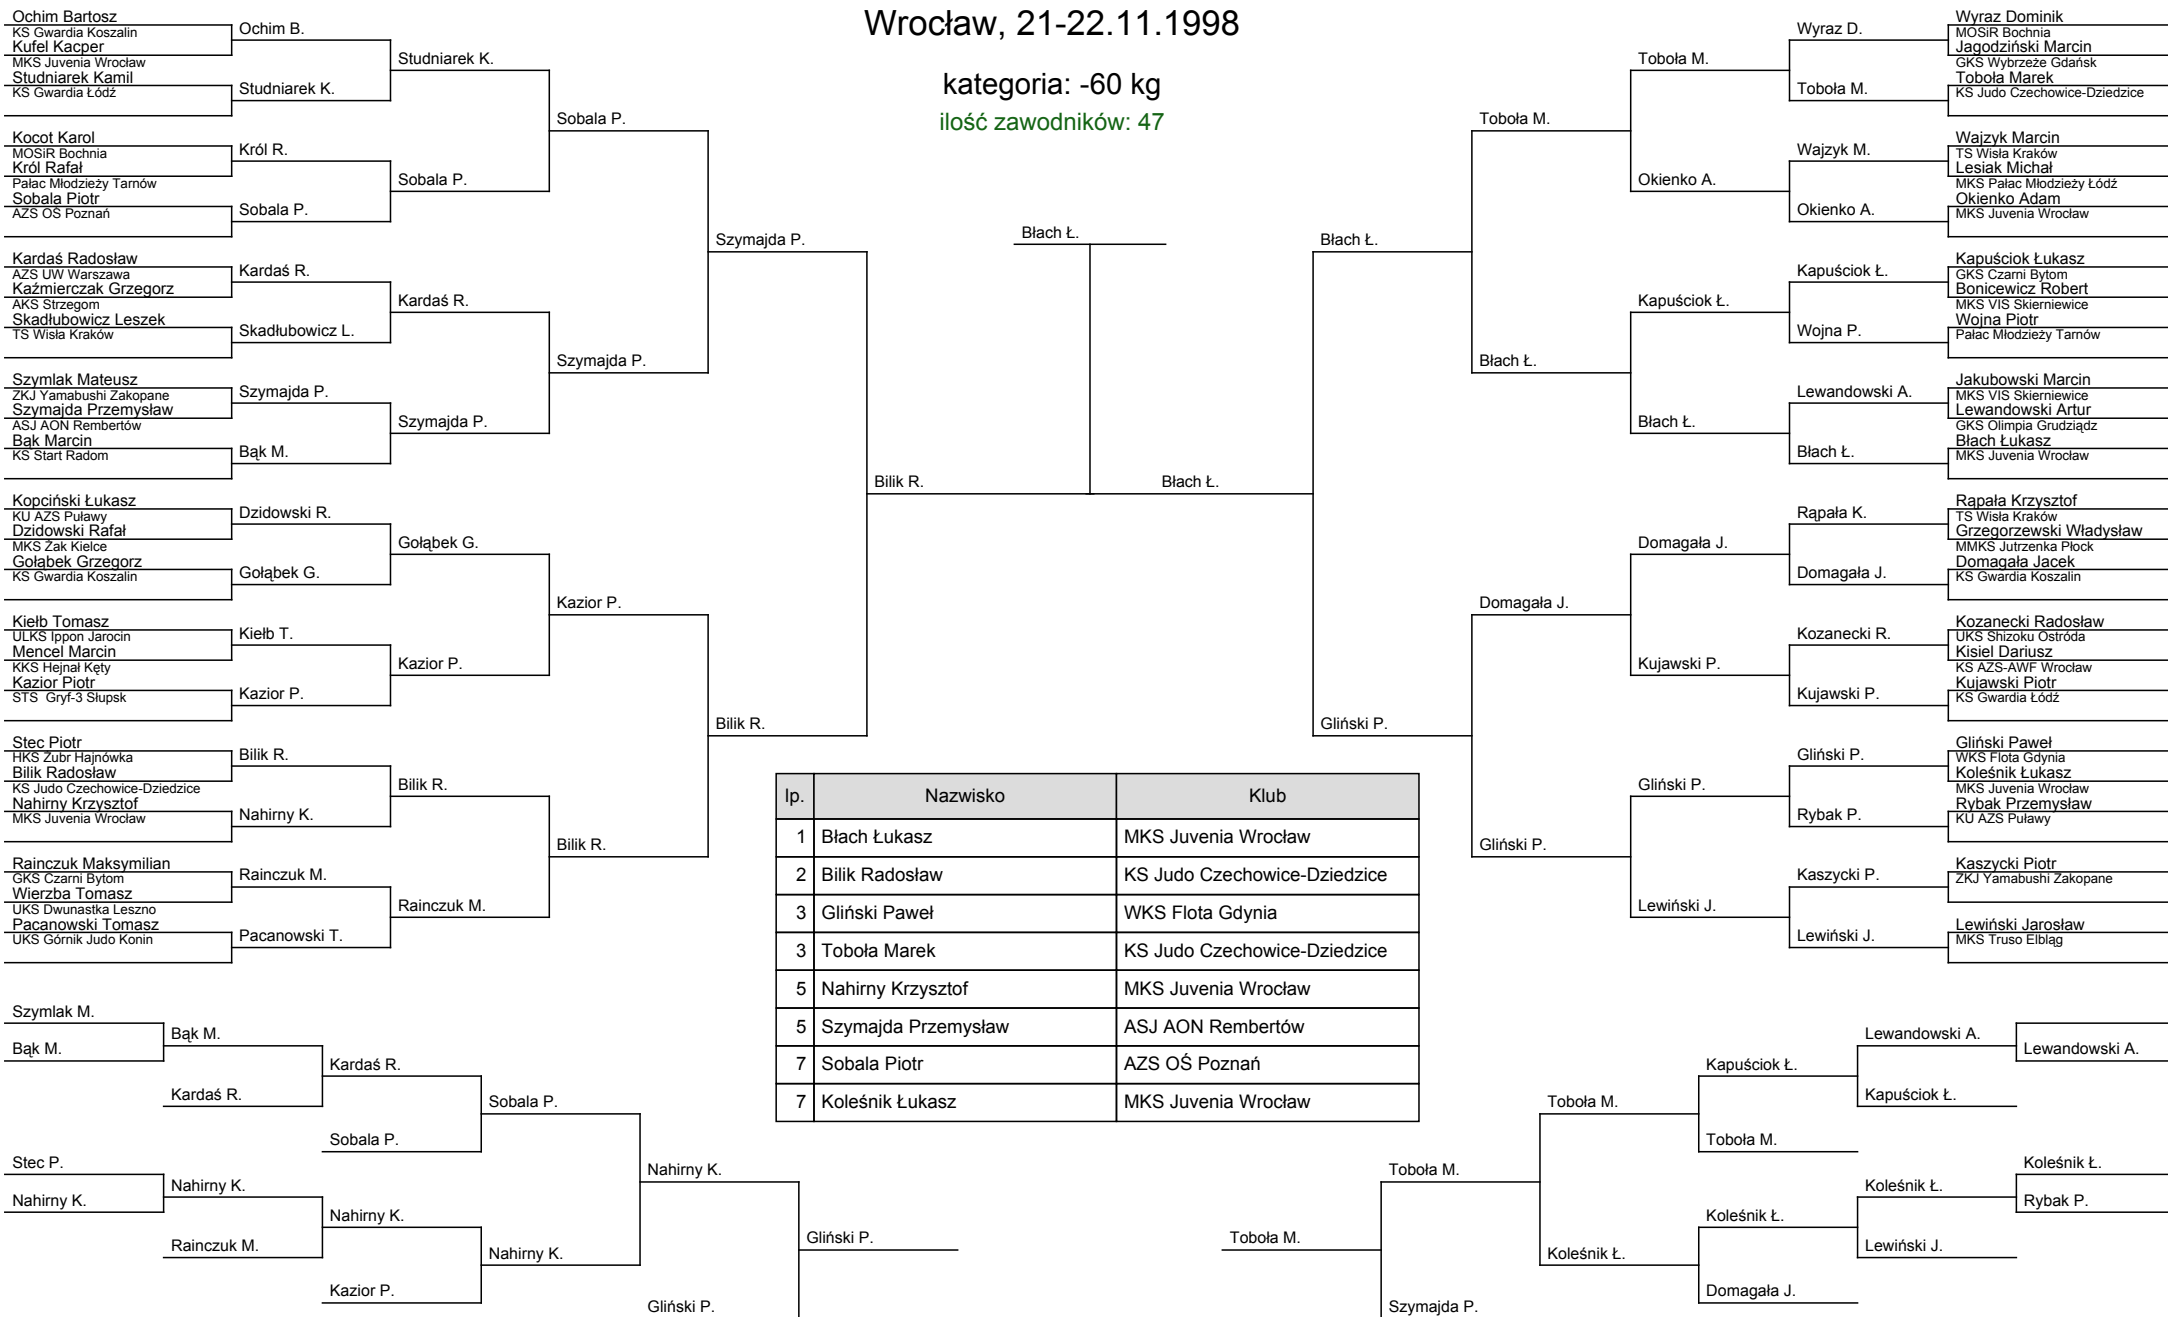 Wrocław, 21-22.11.1998
kategoria: -60 kg
ilość zawodników: 47
Ochim Bartosz
KS Gwardia Koszalin
Kufel Kacper
MKS Juvenia Wrocław
Studniarek Kamil
KS Gwardia Łódź
Kocot Karol
MOSiR Bochnia
Król Rafał
Pałac Młodzieży Tarnów
Sobala Piotr
AZS OŚ Poznań
Kardaś Radosław
AZS UW Warszawa
Kaźmierczak Grzegorz
AKS Strzegom
Skadłubowicz Leszek
TS Wisła Kraków
Szymlak Mateusz
ZKJ Yamabushi Zakopane
Szymajda Przemysław
ASJ AON Rembertów
Bąk Marcin
KS Start Radom
Kopciński Łukasz
KU AZS Puławy
Dzidowski Rafał
MKS Żak Kielce
Gołąbek Grzegorz
KS Gwardia Koszalin
Kiełb Tomasz
ULKS Ippon Jarocin
Mencel Marcin
KKS Hejnał Kęty
Kazior Piotr
STS Gryf-3 Słupsk
Stec Piotr
HKS Żubr Hajnówka
Bilik Radosław
KS Judo Czechowice-Dziedzice
Nahirny Krzysztof
MKS Juvenia Wrocław
Rainczuk Maksymilian
GKS Czarni Bytom
Wierzba Tomasz
UKS Dwunastka Leszno
Pacanowski Tomasz
UKS Górnik Judo Konin
Ochim B.
Studniarek K.
Król R.
Sobala P.
Kardaś R.
Skadłubowicz L.
Szymajda P.
Bąk M.
Dzidowski R.
Gołąbek G.
Kiełb T.
Kazior P.
Bilik R.
Nahirny K.
Rainczuk M.
Pacanowski T.
Studniarek K.
Sobala P.
Kardaś R.
Szymajda P.
Gołąbek G.
Kazior P.
Bilik R.
Rainczuk M.
Sobala P.
Szymajda P.
Kazior P.
Bilik R.
Szymajda P.
Bilik R.
Bilik R.
Błach Ł.
Błach Ł.
Błach Ł.
Gliński P.
Toboła M.
Błach Ł.
Domagała J.
Gliński P.
Toboła M.
Okienko A.
Kapuściok Ł.
Błach Ł.
Domagała J.
Kujawski P.
Gliński P.
Lewiński J.
Wyraz D.
Toboła M.
Wajzyk M.
Okienko A.
Kapuściok Ł.
Wojna P.
Lewandowski A.
Błach Ł.
Rąpała K.
Domagała J.
Kozanecki R.
Kujawski P.
Gliński P.
Rybak P.
Kaszycki P.
Lewiński J.
Wyraz Dominik
MOSiR Bochnia
Jagodziński Marcin
GKS Wybrzeże Gdańsk
Toboła Marek
KS Judo Czechowice-Dziedzice
Wajzyk Marcin
TS Wisła Kraków
Lesiak Michał
MKS Pałac Młodzieży Łódź
Okienko Adam
MKS Juvenia Wrocław
Kapuściok Łukasz
GKS Czarni Bytom
Bonicewicz Robert
MKS VIS Skierniewice
Wojna Piotr
Pałac Młodzieży Tarnów
Jakubowski Marcin
MKS VIS Skierniewice
Lewandowski Artur
GKS Olimpia Grudziądz
Błach Łukasz
MKS Juvenia Wrocław
Rąpała Krzysztof
TS Wisła Kraków
Grzegorzewski Władysław
MMKS Jutrzenka Płock
Domagała Jacek
KS Gwardia Koszalin
Kozanecki Radosław
UKS Shizoku Ostróda
Kisiel Dariusz
KS AZS-AWF Wrocław
Kujawski Piotr
KS Gwardia Łódź
Gliński Paweł
WKS Flota Gdynia
Koleśnik Łukasz
MKS Juvenia Wrocław
Rybak Przemysław
KU AZS Puławy
Kaszycki Piotr
ZKJ Yamabushi Zakopane
Lewiński Jarosław
MKS Truso Elbląg
lp. Nazwisko Klub
1 Błach Łukasz MKS Juvenia Wrocław
2 Bilik Radosław KS Judo Czechowice-Dziedzice
3 Gliński Paweł WKS Flota Gdynia
3 Toboła Marek KS Judo Czechowice-Dziedzice
5 Nahirny Krzysztof MKS Juvenia Wrocław
5 Szymajda Przemysław ASJ AON Rembertów
7 Sobala Piotr AZS OŚ Poznań
7 Koleśnik Łukasz MKS Juvenia Wrocław
Szymlak M.
Bąk M.
Stec P.
Nahirny K.
Bąk M.
Kardaś R.
Nahirny K.
Rainczuk M.
Kardaś R.
Sobala P.
Nahirny K.
Kazior P.
Sobala P.
Nahirny K.
Nahirny K.
Gliński P.
Gliński P.
Toboła M.
Toboła M.
Szymajda P.
Toboła M.
Koleśnik Ł.
Kapuściok Ł.
Toboła M.
Koleśnik Ł.
Domagała J.
Lewandowski A.
Kapuściok Ł.
Koleśnik Ł.
Lewiński J.
Lewandowski A.
Koleśnik Ł.
Rybak P.